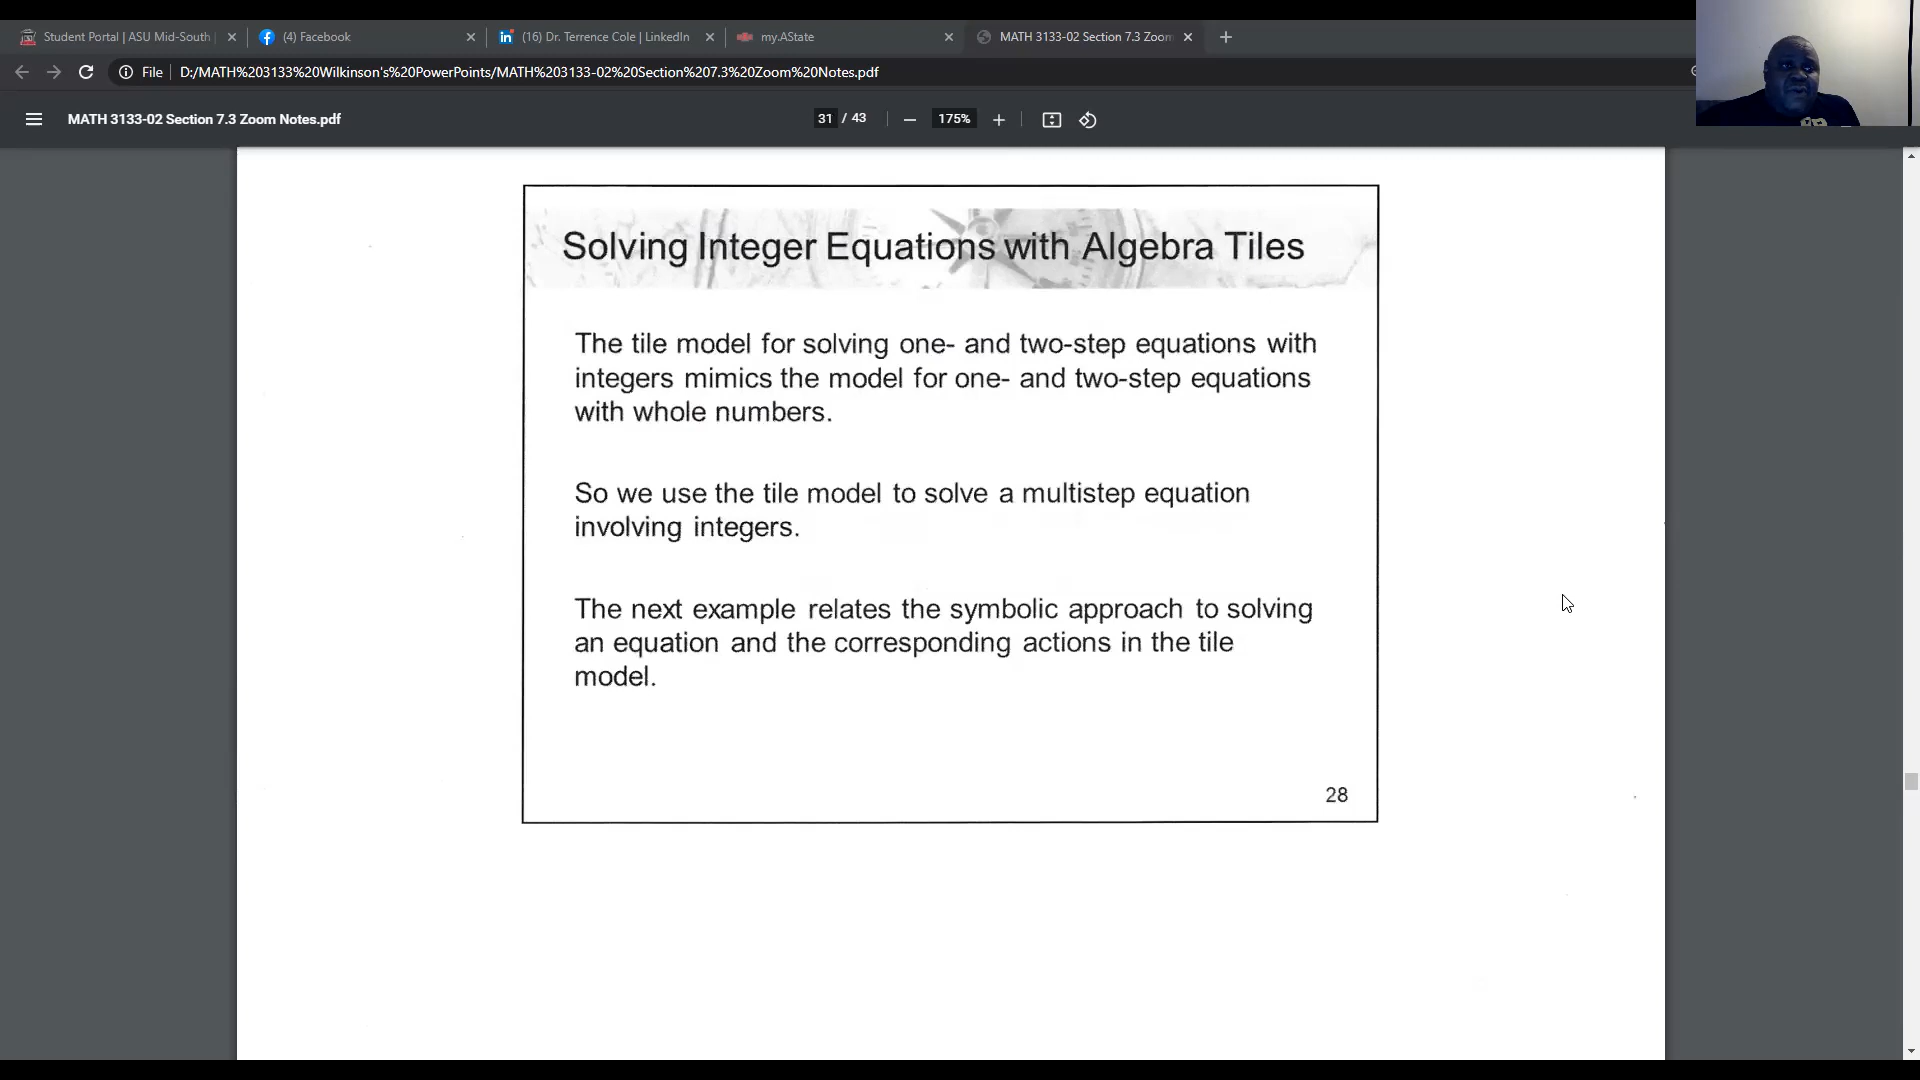 Student Portal | ASU Mid-South |
(4) Facebook
(16) Dr. Terrence Cole | LinkedIn
my.AState
MATH 3133-02 Section 7.3 Zoom
File
D:/MATH%203133%20Wilkinson's%20PowerPoints/MATH%203133-02%20Section%207.3%20Zoom%20Notes.pdf
MATH 3133-02 Section 7.3 Zoom Notes.pdf
31 / 43
175%
Solving Integer Equations with Algebra Tiles
The tile model for solving one- and two-step equations with
integers mimics the model for one- and two-step equations
with whole numbers.
So we use the tile model to solve a multistep equation
involving integers.
The next example relates the symbolic approach to solving
an equation and the corresponding actions in the tile
model.
28